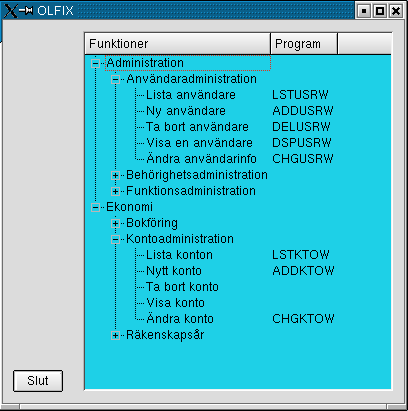 OLFIX
Funktioner Program
Administration
Användaradministration
Lista användare LSTUSRW
Ny användare ADDUSRW
Ta bort användare DELUSRW
Visa en användare DSPUSRW
Ändra användarinfo CHGUSRW
Behörighetsadministration
Funktionsadministration
Ekonomi
Bokföring
Kontoadministration
Lista konton LSTKTOW
Nytt konto ADDKTOW
Ta bort konto
Visa konto
Ändra konto CHGKTOW
Räkenskapsår
Slut